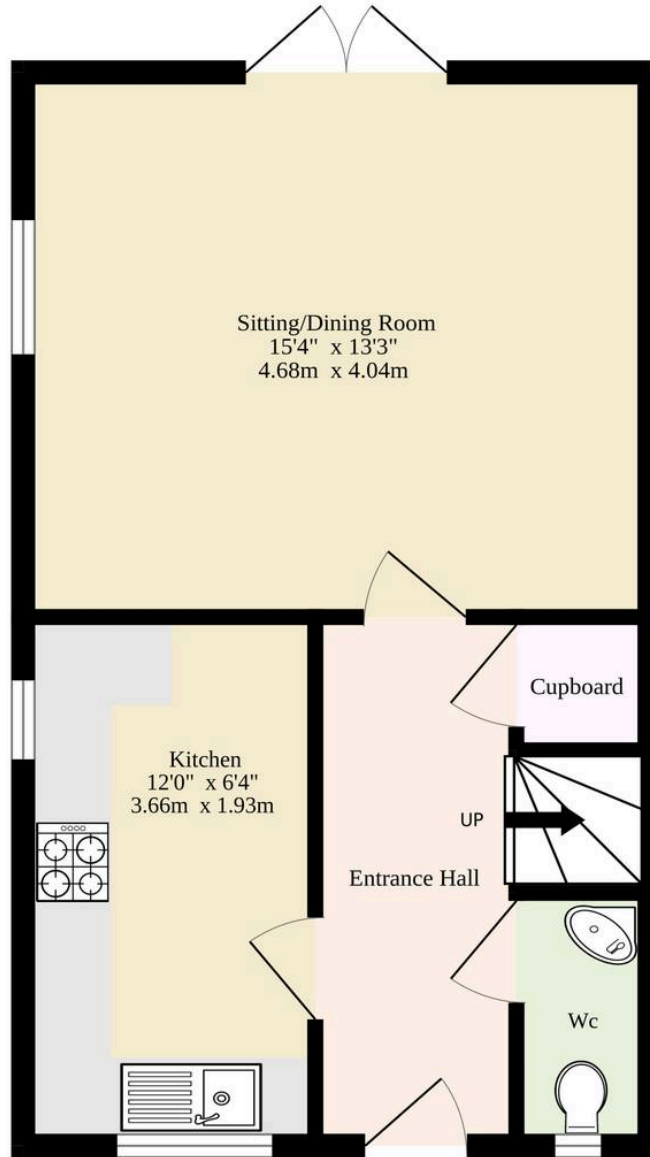 Sitting/Dining Room
15'4" x 13'3"
4.68m x 4.04m
Cupboard
Kitchen
12'0" x 6'4"
3.66m x 1.93m
UP
Entrance Hall
Wc